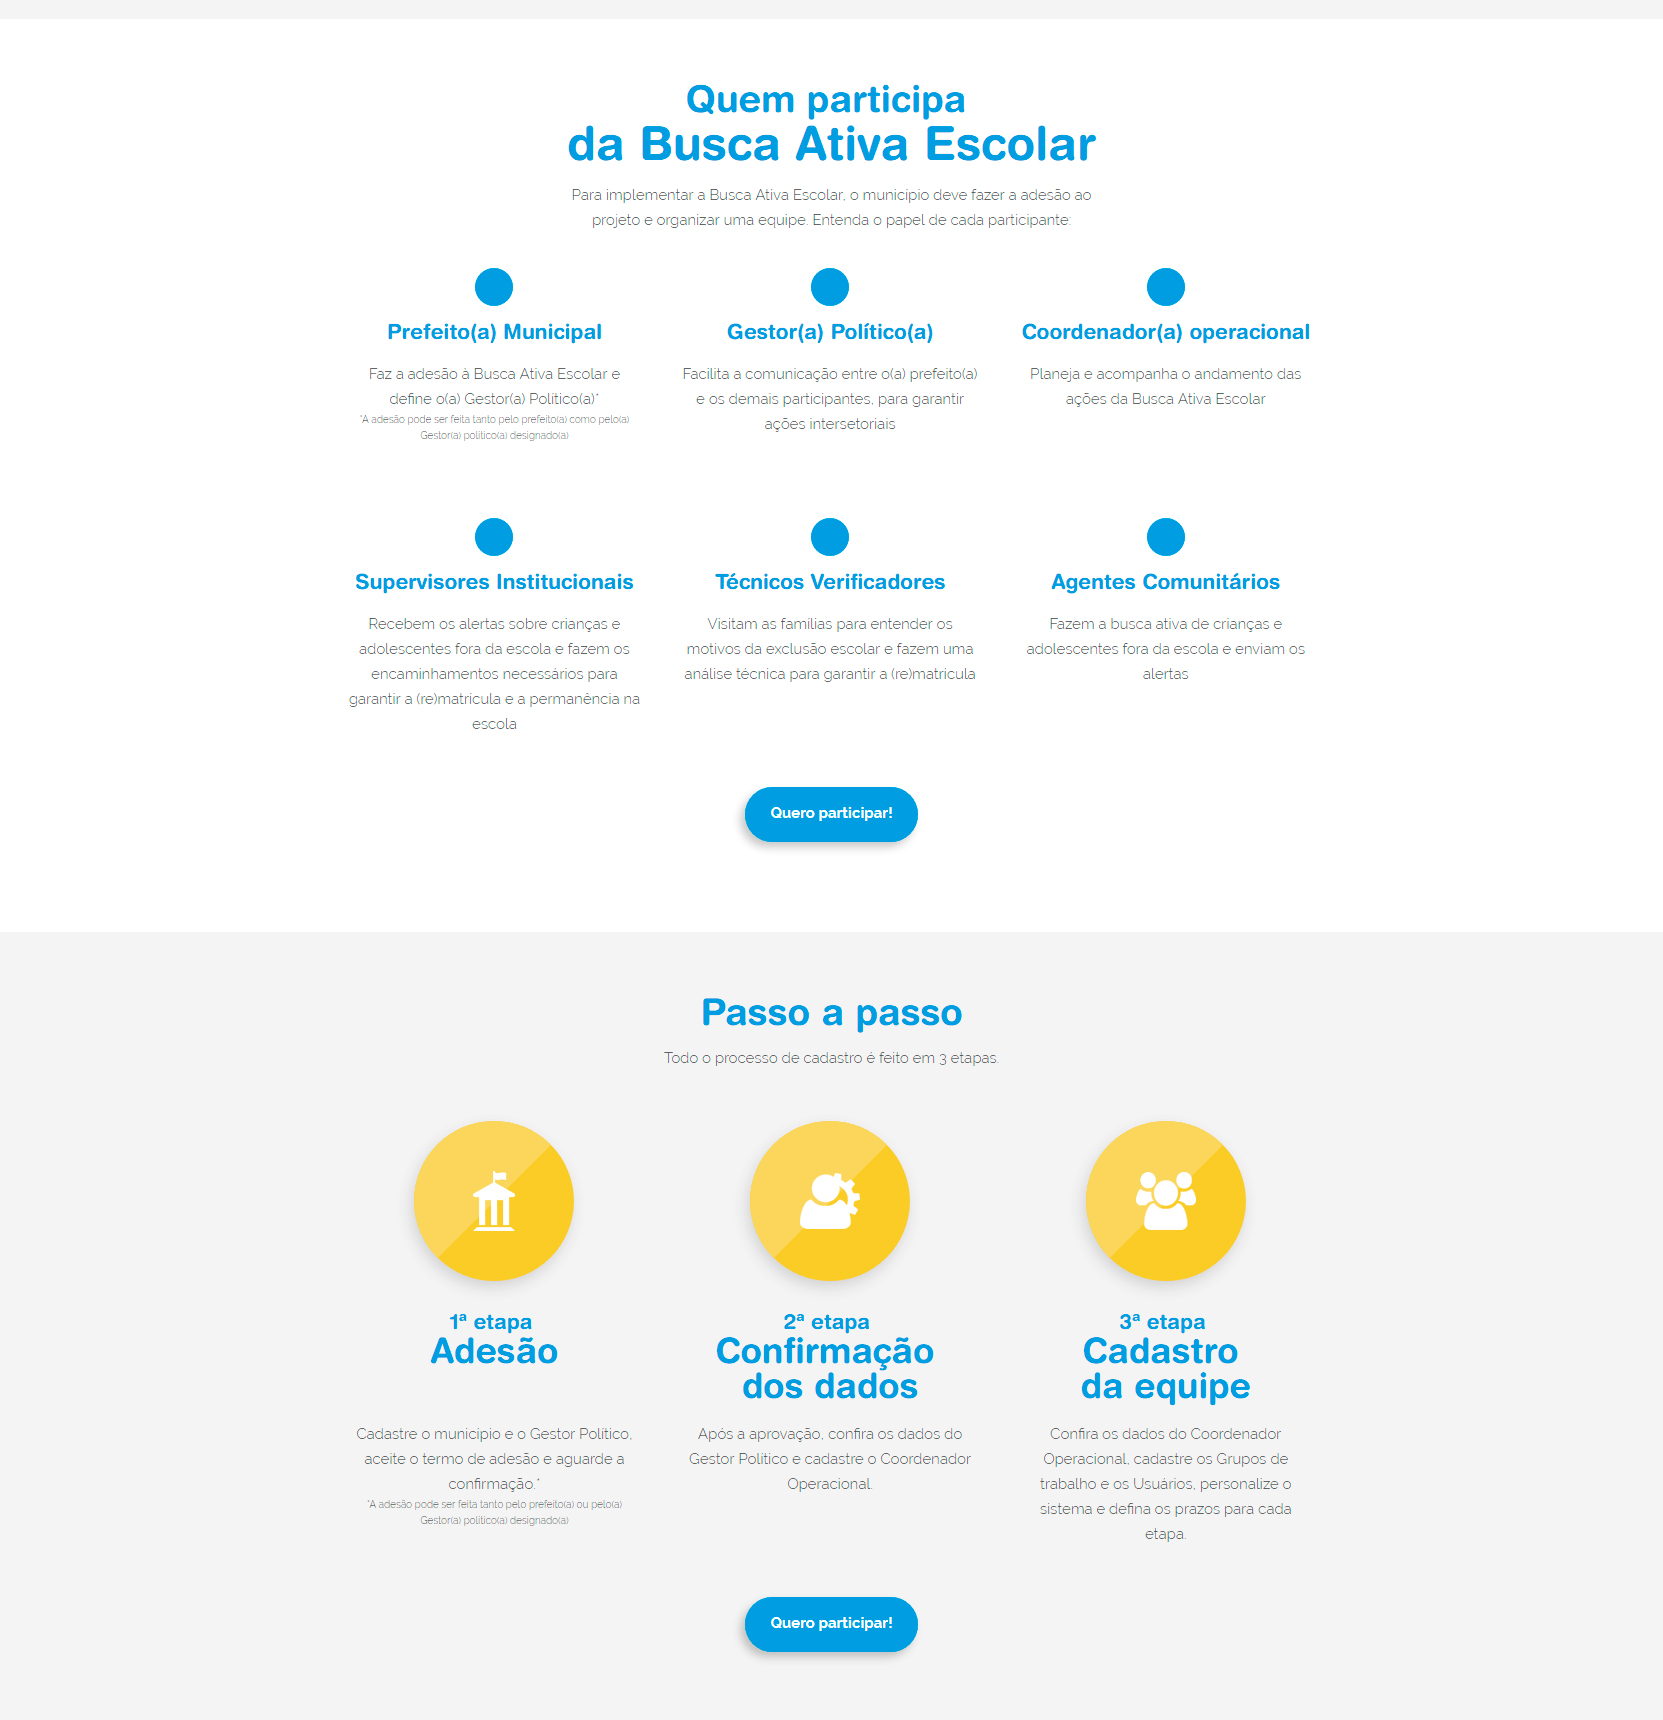 Quem participa
da Busca Ativa Escolar
Para implementar a Busca Ativa Escolar, o município deve fazer a adesão ao
projeto e organizar uma equipe. Entenda o papel de cada participante:
Prefeito(a) Municipal
Faz a adesão à Busca Ativa Escolar e
define o(a) Gestor(a) Político(a)*
*A adesão pode ser feita tanto pelo prefeito(a) como pelo(a)
Gestor(a) político(a) designado(a)
Gestor(a) Político(a)
Facilita a comunicação entre o(a) prefeito(a)
e os demais participantes, para garantir
ações intersetoriais
Coordenador(a) operacional
Planeja e acompanha o andamento das
ações da Busca Ativa Escolar
Supervisores Institucionais
Recebem os alertas sobre crianças e
adolescentes fora da escola e fazem os
encaminhamentos necessários para
garantir a (re)matrícula e a permanência na
escola
Técnicos Verificadores
Visitam as famílias para entender os
motivos da exclusão escolar e fazem uma
análise técnica para garantir a (re)matrícula
Agentes Comunitários
Fazem a busca ativa de crianças e
adolescentes fora da escola e enviam os
alertas
Quero participar!
Passo a passo
Todo o processo de cadastro é feito em 3 etapas.
1ª etapa
Adesão
Cadastre o município e o Gestor Político,
aceite o termo de adesão e aguarde a
confirmação.*
*A adesão pode ser feita tanto pelo prefeito(a) ou pelo(a)
Gestor(a) político(a) designado(a)
2ª etapa
Confirmação
dos dados
Após a aprovação, confira os dados do
Gestor Político e cadastre o Coordenador
Operacional.
3ª etapa
Cadastro
da equipe
Confira os dados do Coordenador
Operacional, cadastre os Grupos de
trabalho e os Usuários, personalize o
sistema e defina os prazos para cada
etapa.
Quero participar!